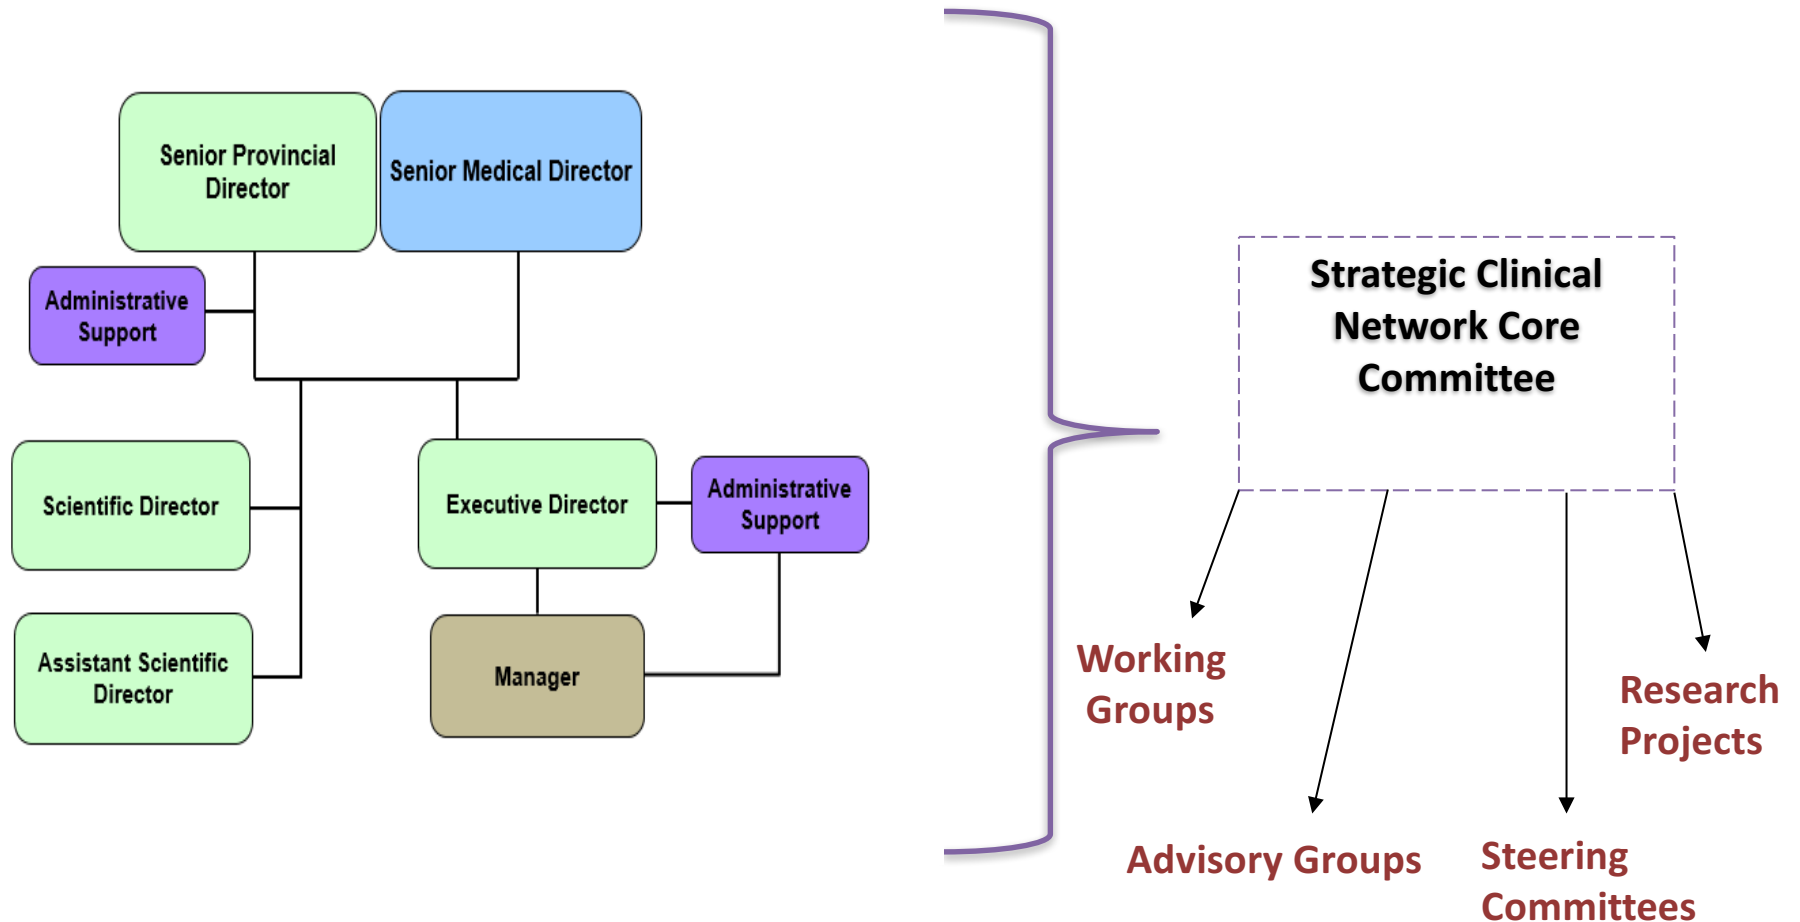 Senior Provincial
Director
Senior Medical Director
Administrative
Support
Scientific Director
Executive Director
Administrative
Support
Assistant Scientific
Director
Manager
Strategic Clinical
Network Core
Committee
Working
Groups
Research
Projects
Advisory Groups
Steering
Committees